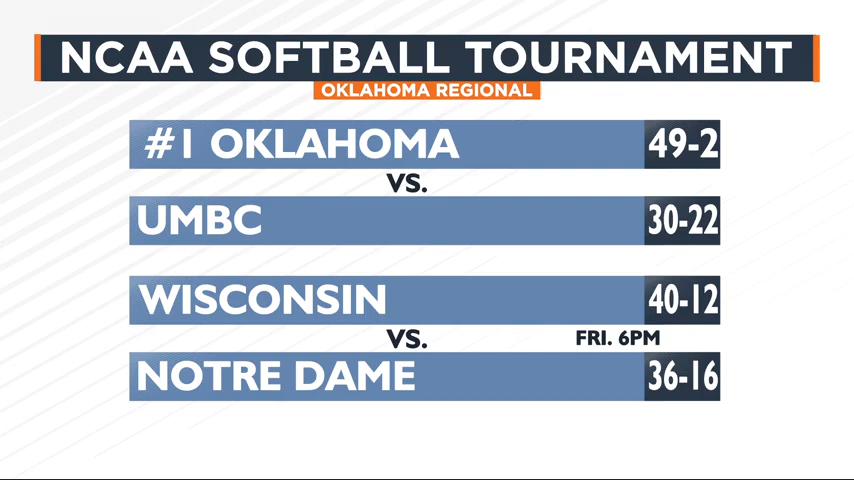 NCAA SOFTBALL TOURNAMENT
OKLAHOMA REGIONAL
#1 OKLAHOMA 49-2
VS.
UMBC 30-22
WISCONSIN 40-12
VS. FRI. 6PM
NOTRE DAME 36-16